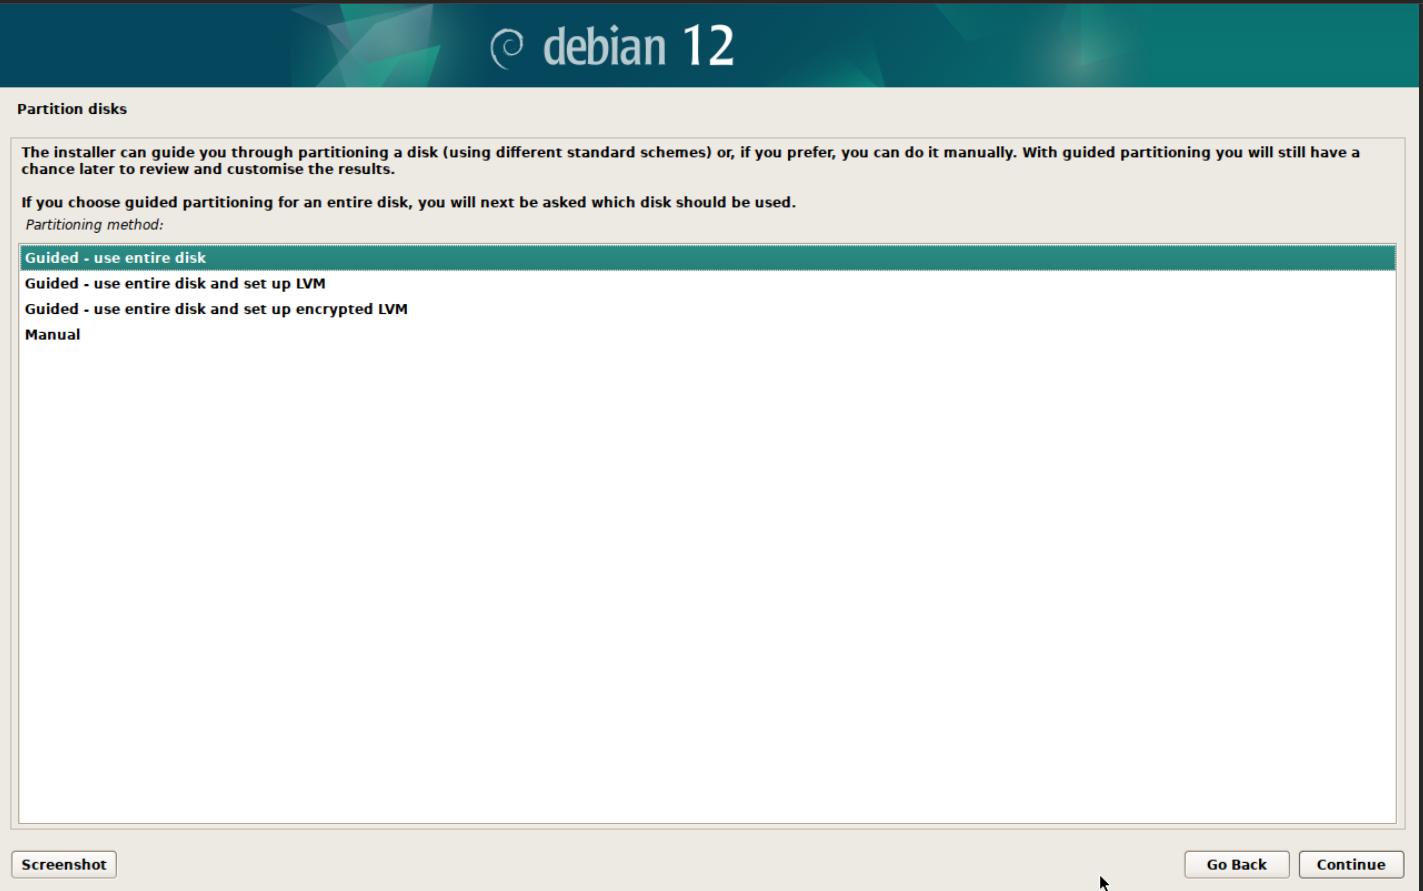 debian 12
Partition disks
The installer can guide you through partitioning a disk (using different standard schemes) or, if you prefer, you can do it manually. With guided partitioning you will still have a
chance later to review and customise the results.
If you choose guided partitioning for an entire disk, you will next be asked which disk should be used.
Partitioning method:
Guided - use entire disk
Guided - use entire disk and set up LVM
Guided - use entire disk and set up encrypted LVM
Manual
Screenshot
Go Back
Continue